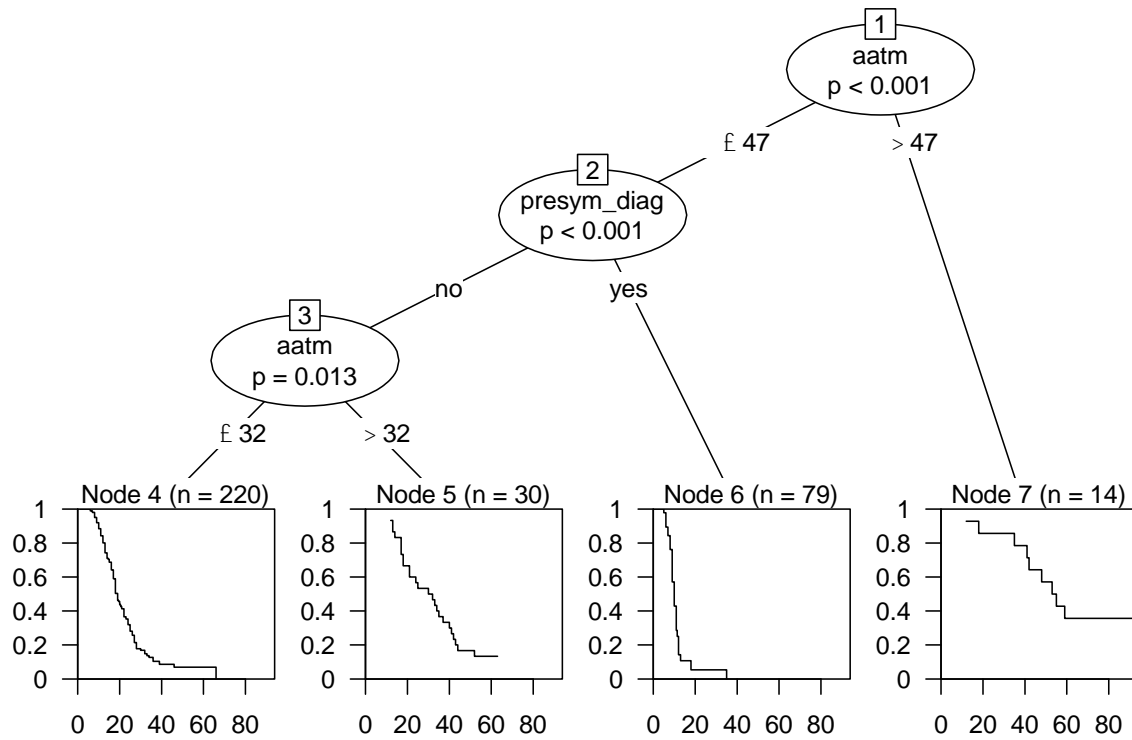 1
aatm
p < 0.001
£ 47
> 47
2
presym_diag
p < 0.001
no
yes
3
aatm
p = 0.013
£ 32
> 32
Node 4 (n = 220)
1
0.8
0.6
0.4
0.2
0
0 20 40 60 80
Node 5 (n = 30)
1
0.8
0.6
0.4
0.2
0
0 20 40 60 80
Node 6 (n = 79)
1
0.8
0.6
0.4
0.2
0
0 20 40 60 80
Node 7 (n = 14)
1
0.8
0.6
0.4
0.2
0
0 20 40 60 80